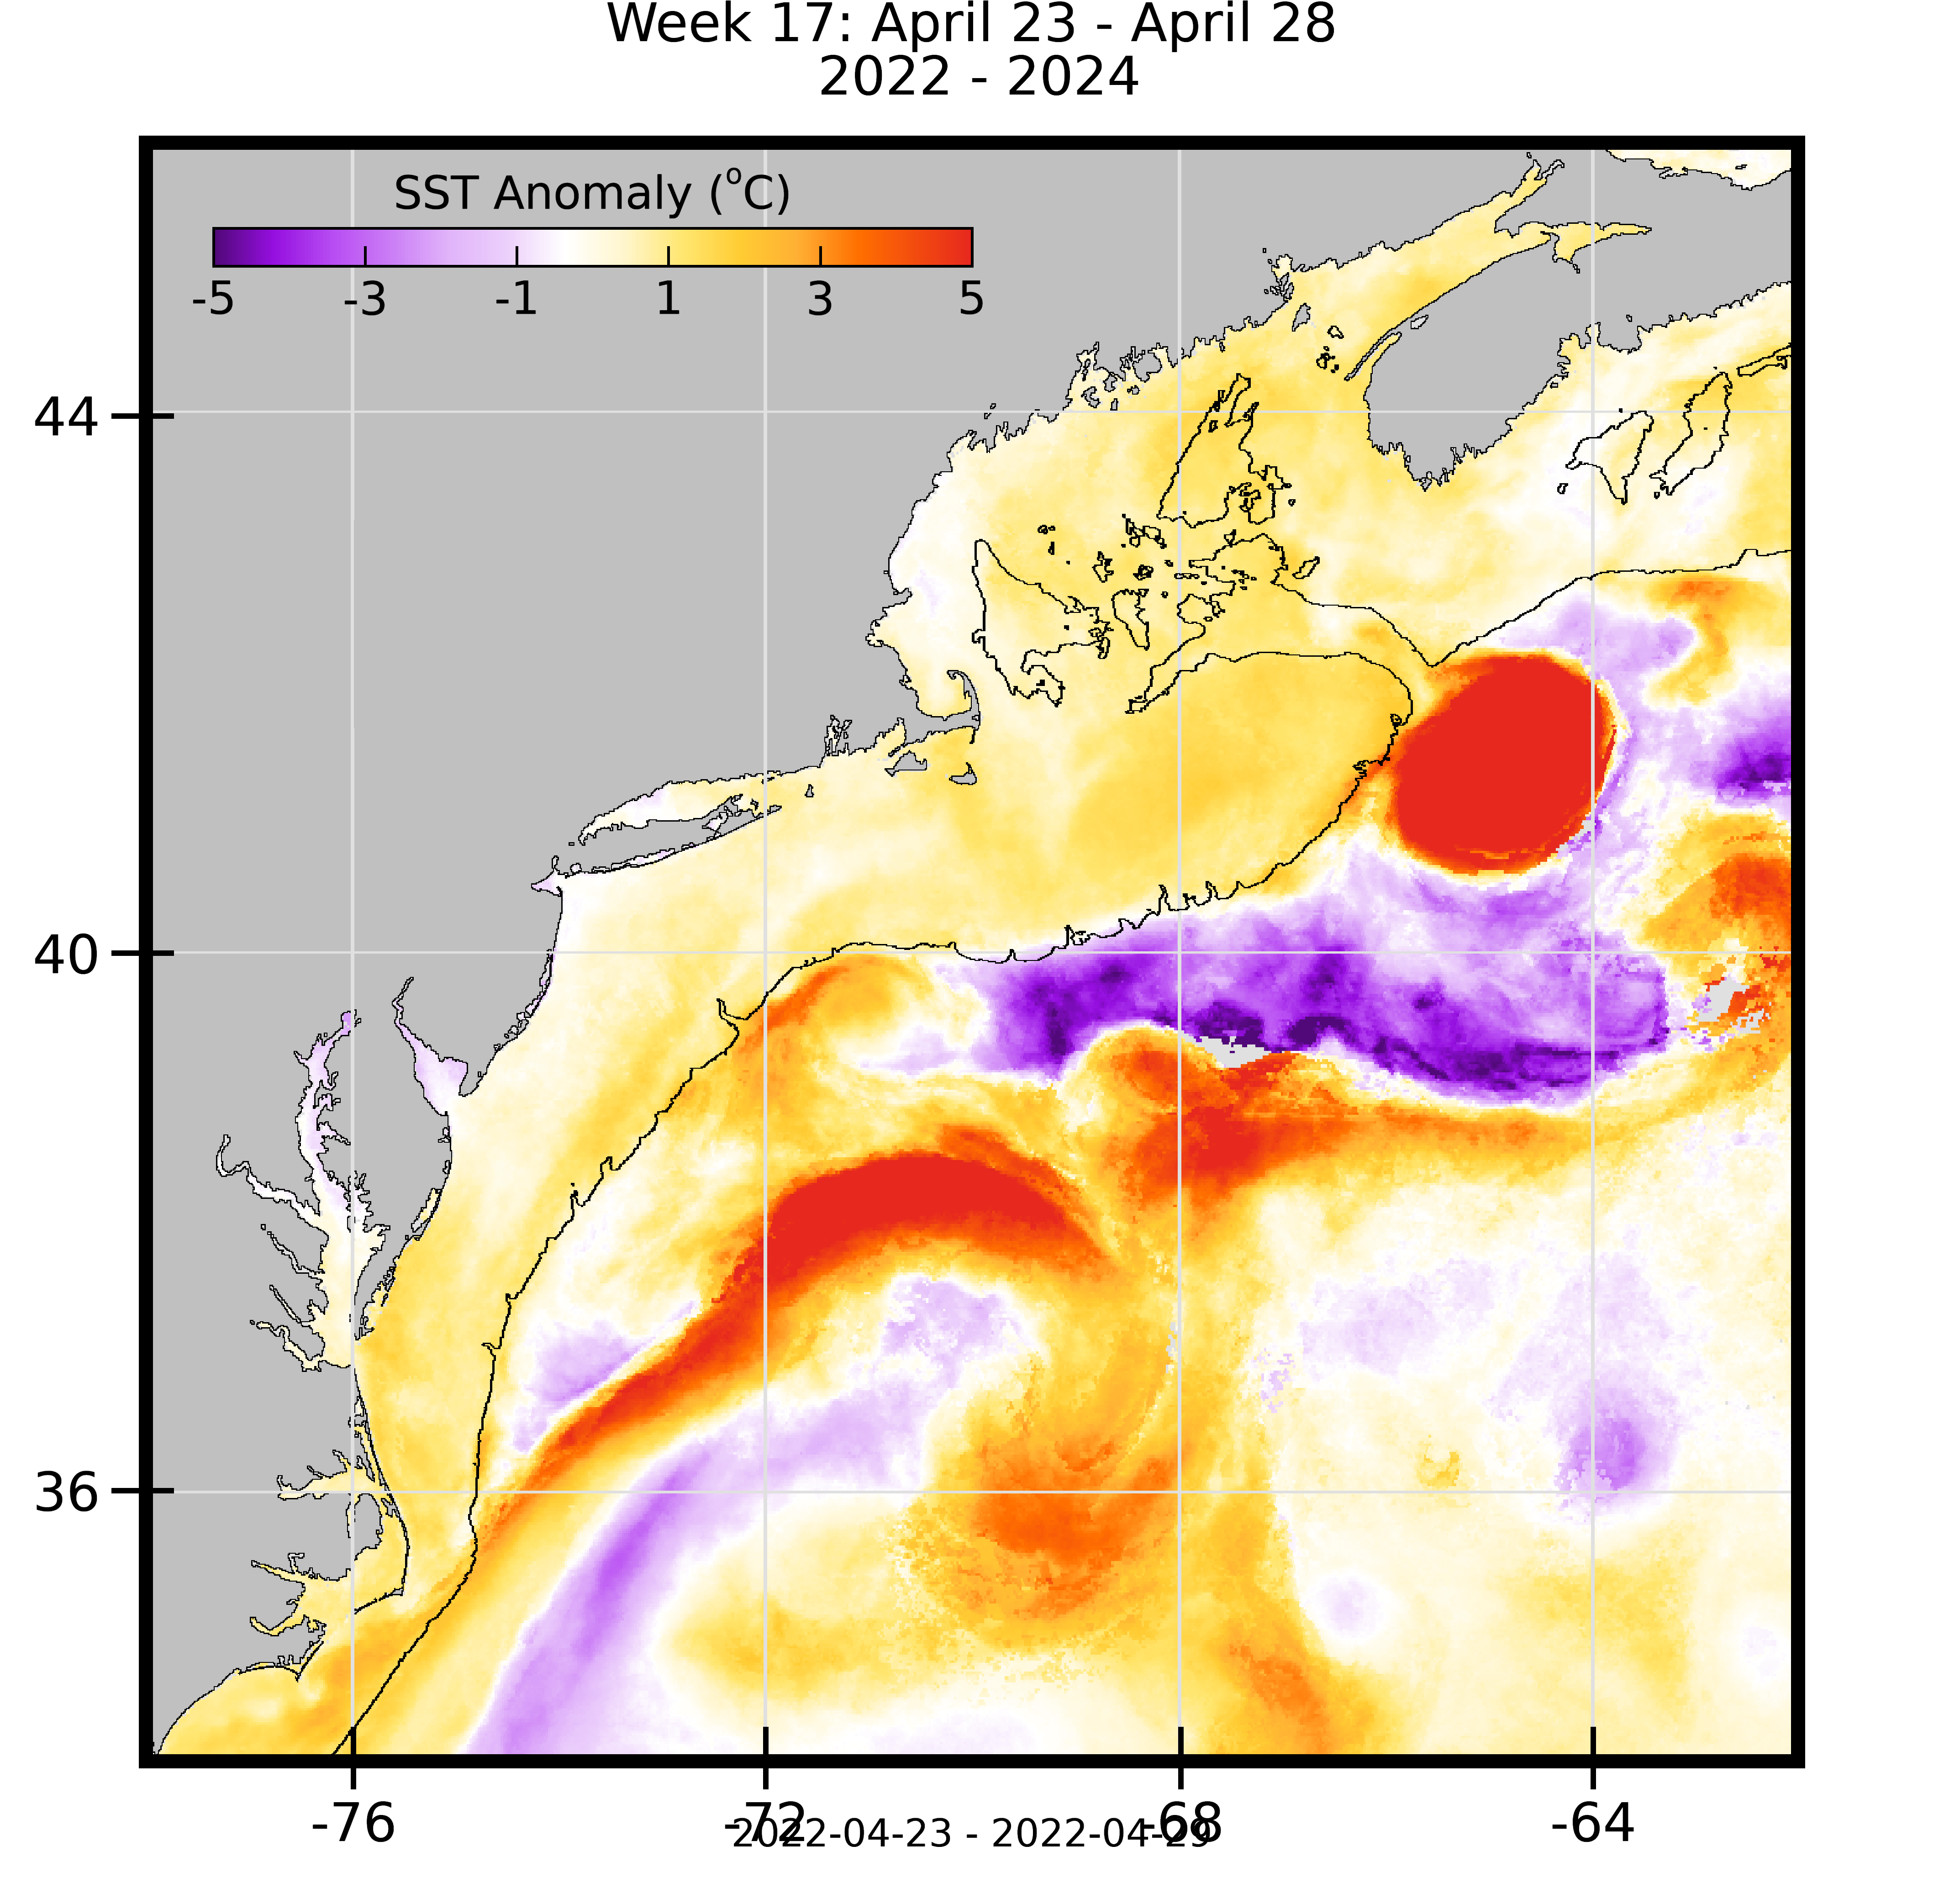 Week 17: April 23 - April 28
2022 - 2024
SST Anomaly (°C)
-5 -3 -1 1 3 5
44
40
36
-76 -72 -68 -64
2022-04-23 - 2022-04-29